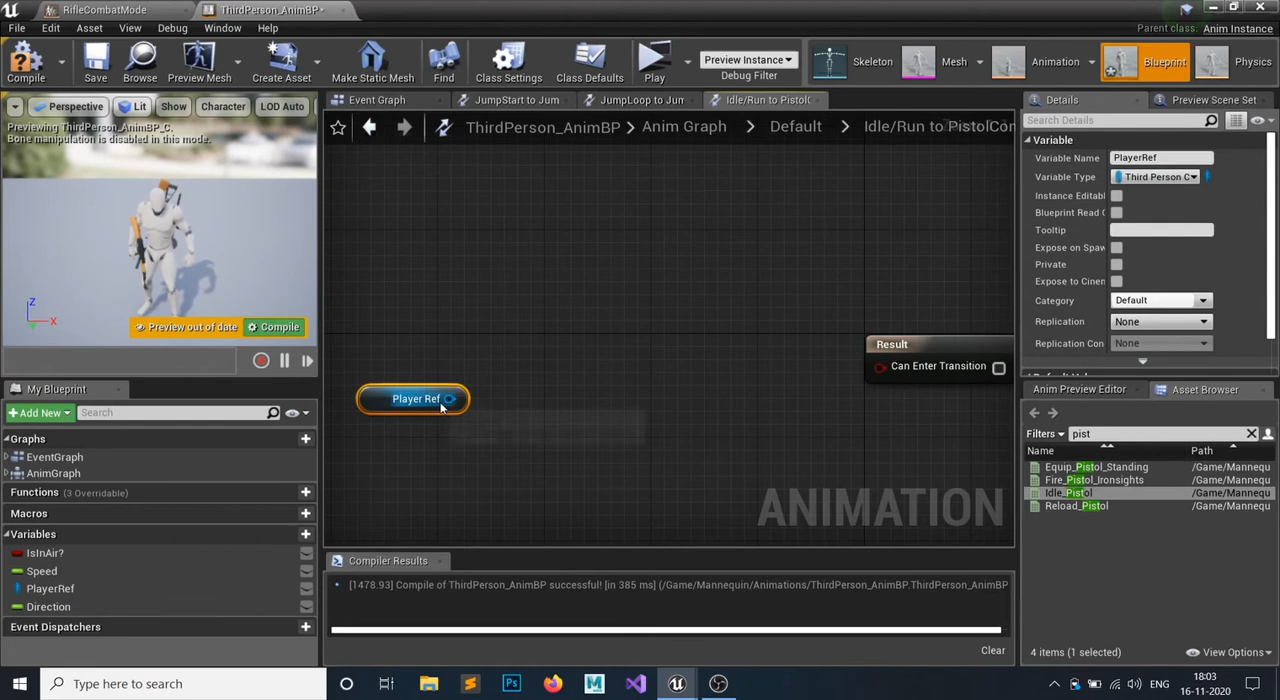 RifleCombatMode
ThirdPerson_AnimBP*
File Edit Asset View Window Debug Help
Parent class: Anim Instance
Compile
Save
Browse
Preview Mesh
Create Asset
Make Static Mesh
Find
Class Settings
Class Defaults
Play
Preview Instance
Debug Filter
Skeleton
Mesh
Animation
Blueprint
Physics
Perspective
Lit
Show
Character
LOD Auto
Previewing ThirdPerson_AnimBP_C.
Bone manipulation is disabled in this mode.
Z
X
Preview out of date
Compile
Event Graph
JumpStart to Jum
JumpLoop to Jum
Idle/Run to Pistol
ThirdPerson_AnimBP > Anim Graph > Default > Idle/Run to PistolCon
Player Ref
Result
Can Enter Transition
ANIMATION
My Blueprint
+Add New
Search
Graphs
EventGraph
AnimGraph
Functions (3 Overridable)
Macros
Variables
IsInAir?
Speed
PlayerRef
Direction
Event Dispatchers
Compiler Results
[1478.93] Compile of ThirdPerson_AnimBP successful! [in 385 ms] (/Game/Mannequin/Animations/ThirdPerson_AnimBP.ThirdPerson_AnimBP
Clear
Details
Preview Scene Set
Search Details
Variable
Variable Name PlayerRef
Variable Type Third Person C
Instance Editabl
Blueprint Read O
Tooltip
Expose on Spaw
Private
Expose to Cinem
Category Default
Replication None
Replication Con None
Anim Preview Editor
Asset Browser
Filters
pist
Name Path
Equip_Pistol_Standing /Game/Mannequ
Fire_Pistol_Ironsights /Game/Mannequ
Idle_Pistol /Game/Mannequ
Reload_Pistol /Game/Mannequ
4 items (1 selected)
View Options
Type here to search
Ps
M
ENG
18:03
16-11-2020